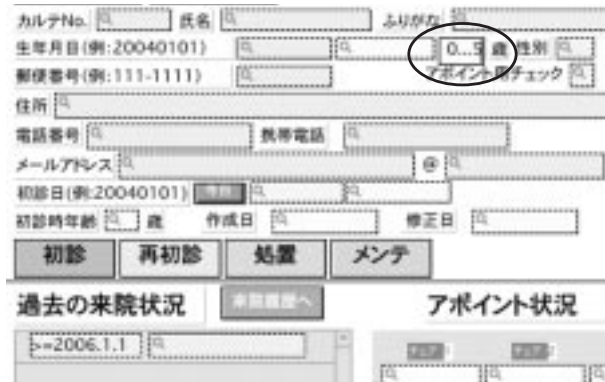 カルテNo. 氏名 ふりがな
生年月日(例:20040101) 0...5 歳 性別
郵便番号(例:111-1111) アポイント用チェック
住所
電話番号 携帯電話
メールアドレス @
初診日(例:20040101)
初診時年齢 歳 作成日 修正日
初診 再初診 処置 メンテ
過去の来院状況 来院履歴へ アポイント状況
>=2006.1.1